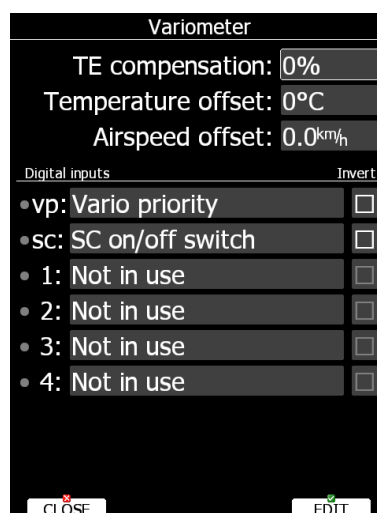 Variometer
TE compensation: 0%
Temperature offset: 0°C
Airspeed offset: 0.0km/h
Digital inputs Invert
vp: Vario priority
sc: SC on/off switch
1: Not in use
2: Not in use
3: Not in use
4: Not in use
CLOSE EDIT